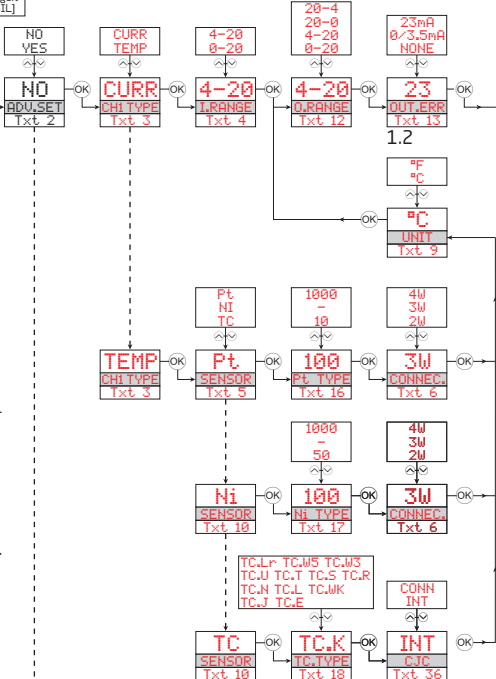 IL]
NO
YES
NO
ADV.SET
Txt 2
CURR
TEMP
CURR
CH1 TYPE
Txt 3
4-20
0-20
4-20
I.RANGE
Txt 4
20-4
20-0
4-20
0-20
4-20
O.RANGE
Txt 12
23mA
0/3.5mA
NONE
23
OUT.ERR
Txt 13
OK
OK
OK
OK
OK
1.2
°F
°C
°C
UNIT
Txt 9
OK
TEMP
CH1 TYPE
Txt 3
Pt
NI
TC
Pt
SENSOR
Txt 5
1000
-
10
100
Pt TYPE
Txt 16
4W
3W
2W
3W
CONNEC.
Txt 6
OK
OK
OK
OK
Ni
SENSOR
Txt 10
1000
-
50
100
Ni TYPE
Txt 17
4W
3W
2W
3W
CONNEC.
Txt 6
OK
OK
OK
TC
SENSOR
Txt 10
TC.Lr TC.W5 TC.W3
TC.U TC.T TC.S TC.R
TC.N TC.L TC.WK
TC.J TC.E
TC.K
TC.TYPE
Txt 18
CONN
INT
INT
CJC
Txt 36
OK
OK
OK